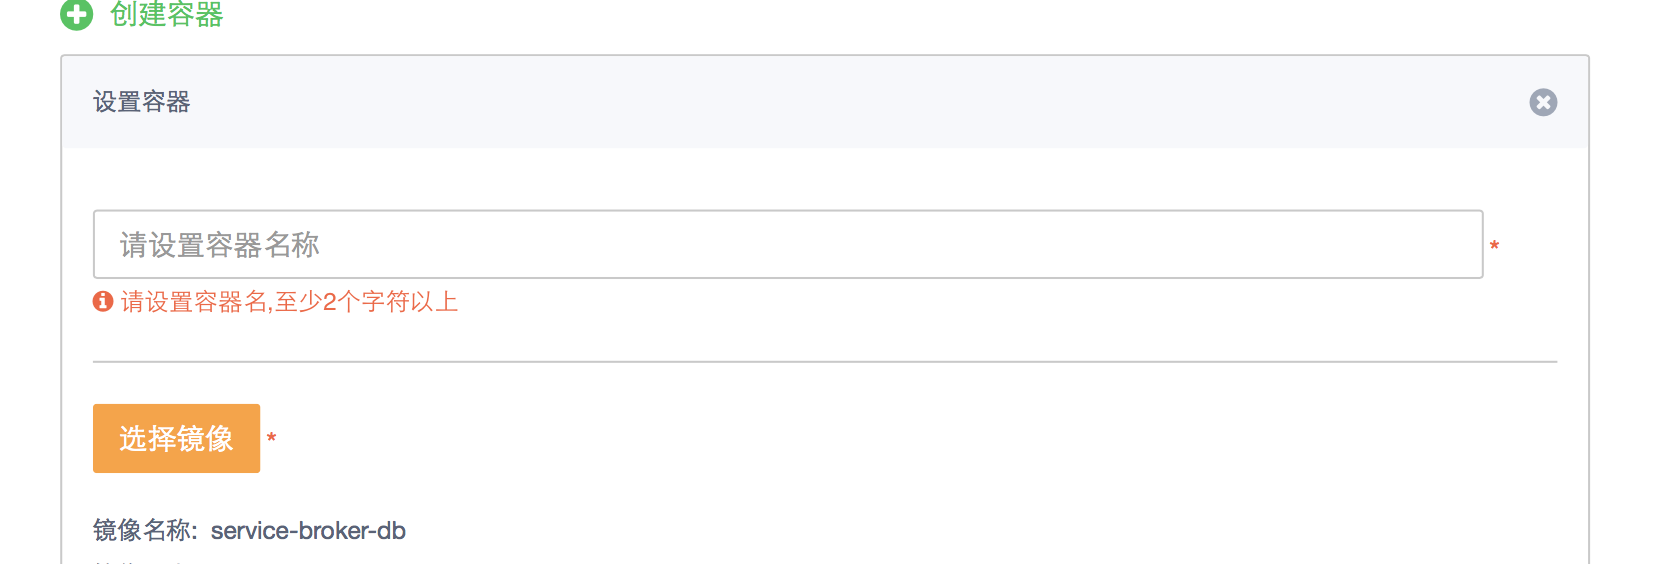 创建容器
设置容器
请设置容器名称 *
请设置容器名,至少2个字符以上
选择镜像 *
镜像名称: service-broker-db